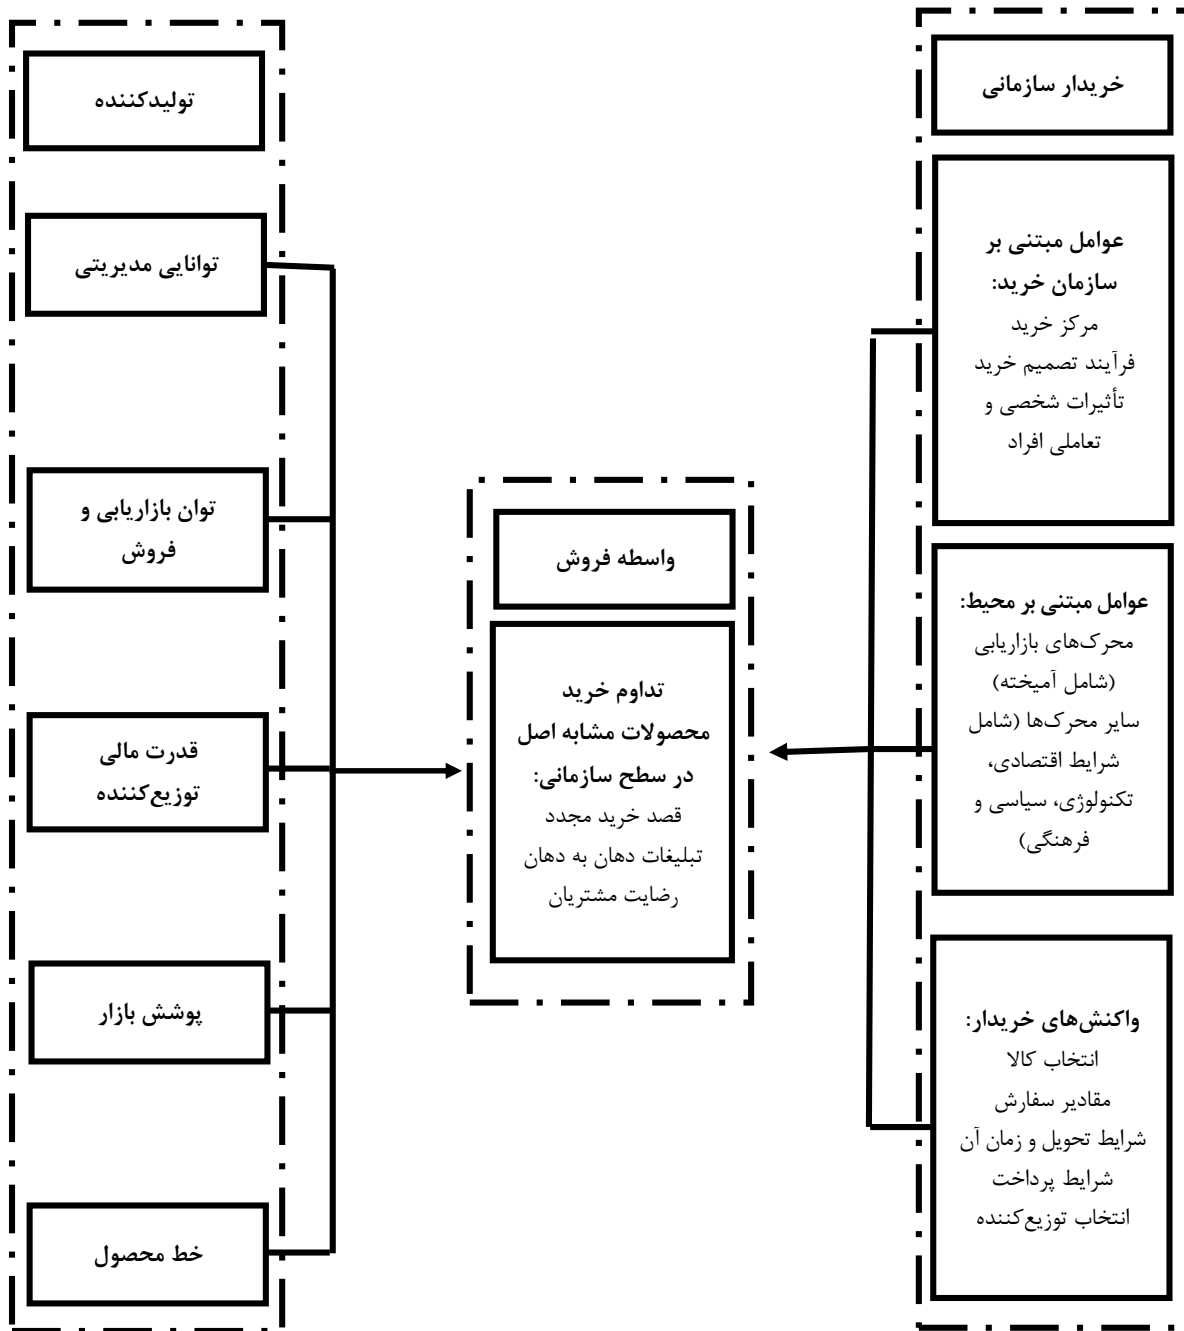 خریدار سازمانی
عوامل مبتنی بر
سازمان خرید:
مرکز خرید
فرآیند تصمیم خرید
تأثیرات شخصی و
تعاملی افراد
عوامل مبتنی بر محیط:
محرک‌های بازاریابی
(شامل آمیخته)
سایر محرک‌ها (شامل
شرایط اقتصادی،
تکنولوژی، سیاسی و
فرهنگی)
واکنش‌های خریدار:
انتخاب کالا
مقادیر سفارش
شرایط تحویل و زمان آن
شرایط پرداخت
انتخاب توزیع‌کننده
واسطه فروش
تداوم خرید
محصولات مشابه اصل
در سطح سازمانی:
قصد خرید مجدد
تبلیغات دهان به دهان
رضایت مشتریان
تولیدکننده
توانایی مدیریتی
توان بازاریابی و
فروش
قدرت مالی
توزیع‌کننده
پوشش بازار
خط محصول